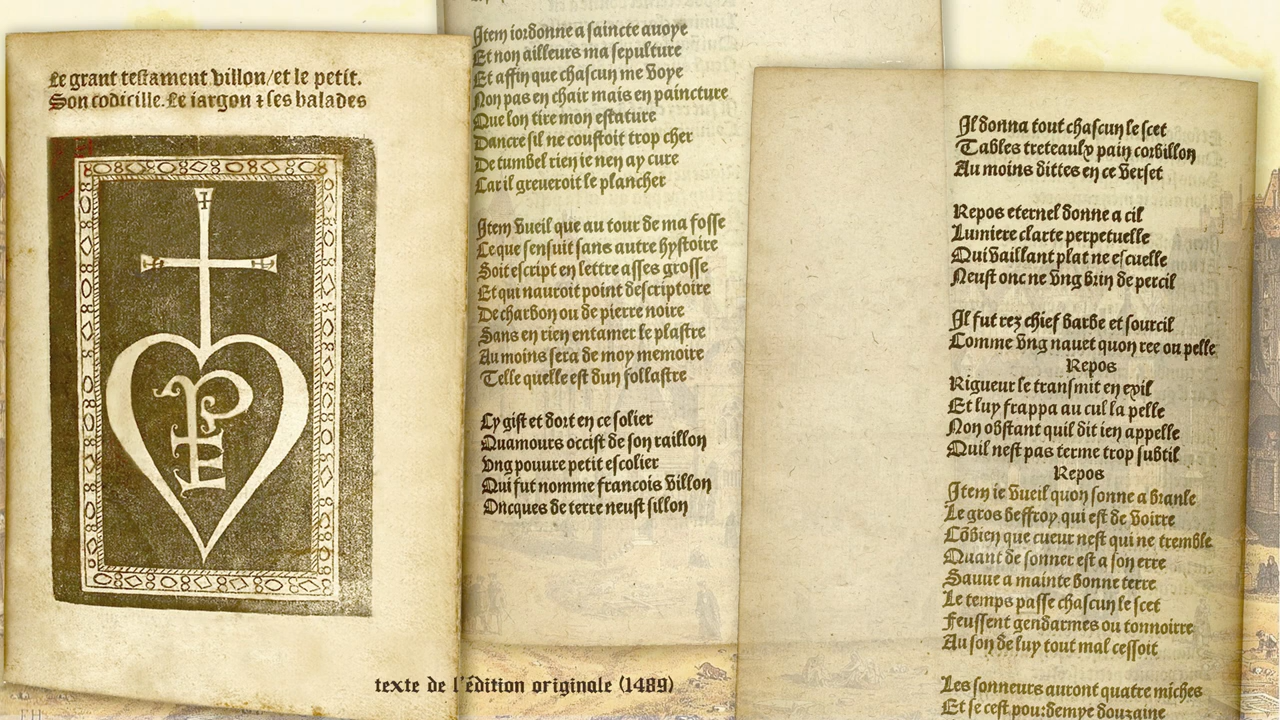 Le grant testament villon/et le petit.
Son codicille. Le iargon ⁊ ses balades
P
Item iordonne a saincte auoye
Et non ailleurs ma sepulture
Et affin que chascun me voye
Non pas en chair mais en paincture
Que lon tire mon estature
Dancre sil ne coustoit trop cher
De tumbel rien ie nen ay cure
Car il greueroit le plancher
Item vueil que au tour de ma fosse
Ce que sensuit sans autre hystoire
Soit escript en lettre asses grosse
Et qui nauroit point descriptoire
De charbon ou de pierre noire
Sans en rien entamer le plastre
Au moins sera de moy memoire
Telle quelle est dun follastre
Cy gist et dort en ce solier
Quamours occist de son raillon
Vng pouure petit escolier
Qui fut nomme francois villon
Oncques de terre neust sillon
Il donna tout chascun le scet
Tables treteaulx pain corbillon
Au moins dittes en ce verset
Repos eternel donne a cil
Lumiere clarte perpetuelle
Qui vaillant plat ne escuelle
Neust onc ne vng brin de percil
Il fut rez chief barbe et sourcil
Comme vng nauet quon ree ou pelle
Repos
Rigueur le transmit en exil
Et luy frappa au cul la pelle
Non obstant quil dit ien appelle
Quil nest pas terme trop subtil
Repos
Item ie vueil quon sonne a branle
Le gros beffroy qui est de voirre
Cõbien que cueur nest qui ne tremble
Quant de sonner est a son erre
Sauue a mainte bonne terre
Le temps passe chascun le scet
Feussent gendarmes ou tonnoirre
Au son de luy tout mal cessoit
Les sonneurs auront quatre miches
Et se cest pou: demye douzaine
texte de l'édition originale (1489)